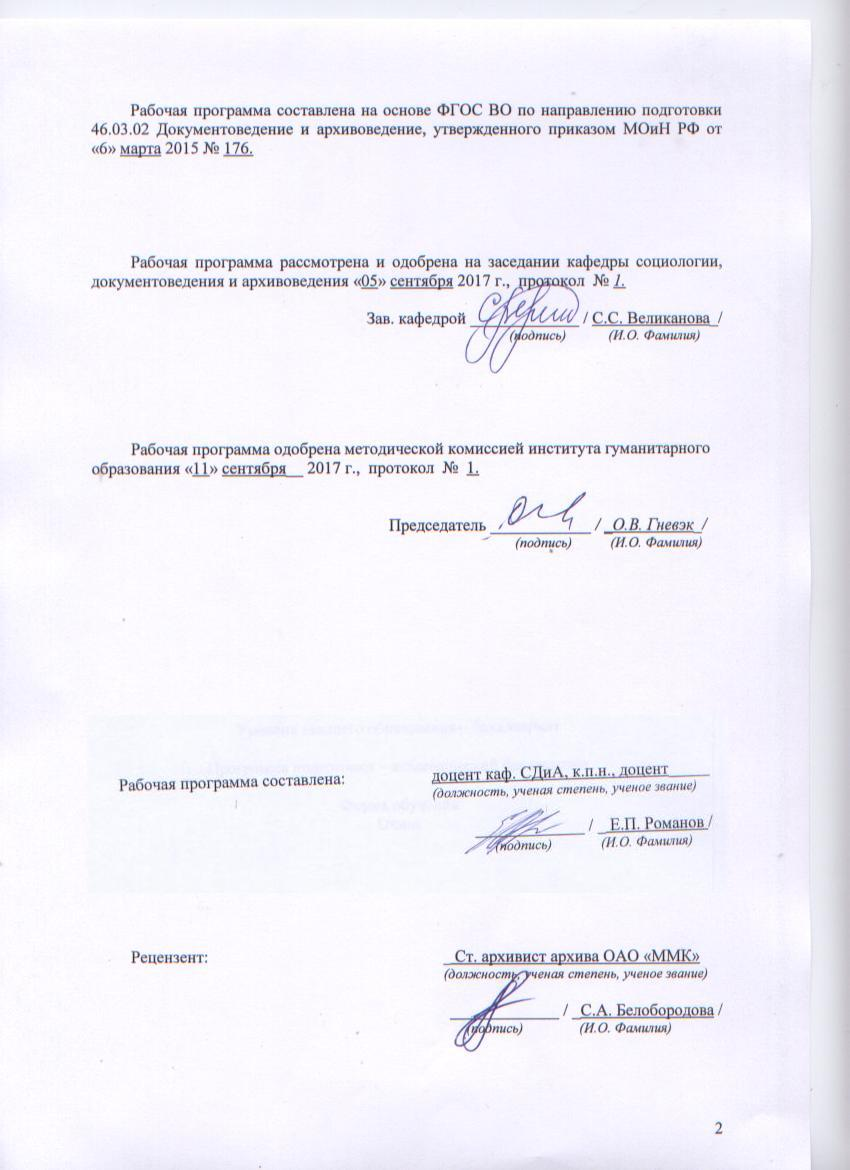 Рабочая программа составлена на основе ФГОС ВО по направлению подготовки
46.03.02 Документоведение и архивоведение, утвержденного приказом МОиН РФ от
«6» марта 2015 № 176.
Рабочая программа рассмотрена и одобрена на заседании кафедры социологии,
документоведения и архивоведения «05» сентября 2017 г., протокол № 1.
Зав. кафедрой / С.С. Великанова /
(подпись) (И.О. Фамилия)
Рабочая программа одобрена методической комиссией института гуманитарного
образования «11» сентября 2017 г., протокол № 1.
Председатель / О.В. Гневэк /
(подпись) (И.О. Фамилия)
Рабочая программа составлена: доцент каф. СДиА, к.п.н., доцент
(должность, ученая степень, ученое звание)
/ Е.П. Романов /
(подпись) (И.О. Фамилия)
Рецензент: Ст. архивист архива ОАО «ММК»
(должность, ученая степень, ученое звание)
/ С.А. Белобородова /
(подпись) (И.О. Фамилия)
2